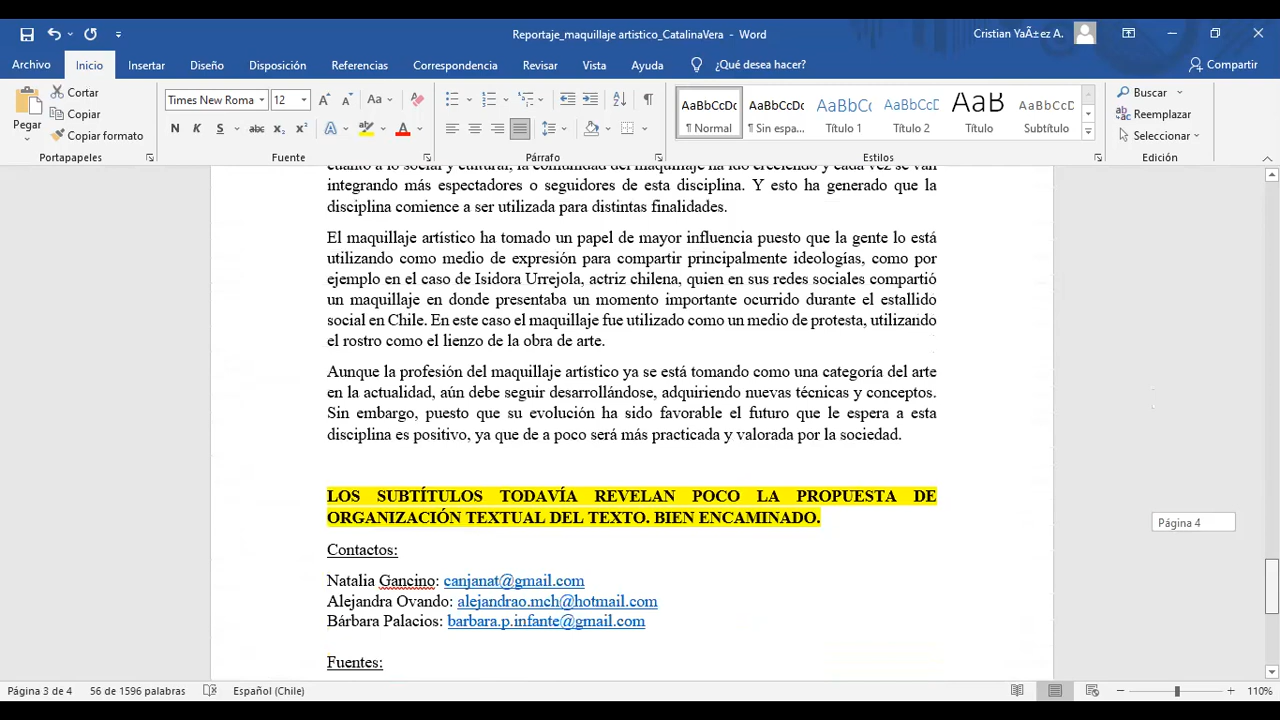 Reportaje_maquillaje artistico_CatalinaVera - Word
Cristian YaÃ±ez A.
Archivo Inicio Insertar Diseño Disposición Referencias Correspondencia Revisar Vista Ayuda ¿Qué desea hacer? Compartir
Pegar
Cortar
Copiar
Copiar formato
Portapapeles
Times New Roma 12
N K S abc x₂ x²
Fuente
Párrafo
AaBbCcDc AaBbCcDc AaBbCcD AaBbCcD AaB AaBbCcD
¶ Normal ¶ Sin espa... Título 1 Título 2 Título Subtítulo
Estilos
Buscar
Reemplazar
Seleccionar
Edición
cuanto a lo social y cultural, la comunidad del maquillaje ha ido creciendo y cada vez se van
integrando más espectadores o seguidores de esta disciplina. Y esto ha generado que la
disciplina comience a ser utilizada para distintas finalidades.
El maquillaje artístico ha tomado un papel de mayor influencia puesto que la gente lo está
utilizando como medio de expresión para compartir principalmente ideologías, como por
ejemplo en el caso de Isidora Urrejola, actriz chilena, quien en sus redes sociales compartió
un maquillaje en donde presentaba un momento importante ocurrido durante el estallido
social en Chile. En este caso el maquillaje fue utilizado como un medio de protesta, utilizando
el rostro como el lienzo de la obra de arte.
Aunque la profesión del maquillaje artístico ya se está tomando como una categoría del arte
en la actualidad, aún debe seguir desarrollándose, adquiriendo nuevas técnicas y conceptos.
Sin embargo, puesto que su evolución ha sido favorable el futuro que le espera a esta
disciplina es positivo, ya que de a poco será más practicada y valorada por la sociedad.
LOS SUBTÍTULOS TODAVÍA REVELAN POCO LA PROPUESTA DE
ORGANIZACIÓN TEXTUAL DEL TEXTO. BIEN ENCAMINADO.
Página 4
Contactos:
Natalia Gancino: canjanat@gmail.com
Alejandra Ovando: alejandrao.mch@hotmail.com
Bárbara Palacios: barbara.p.infante@gmail.com
Fuentes:
Página 3 de 4 56 de 1596 palabras Español (Chile) 110%